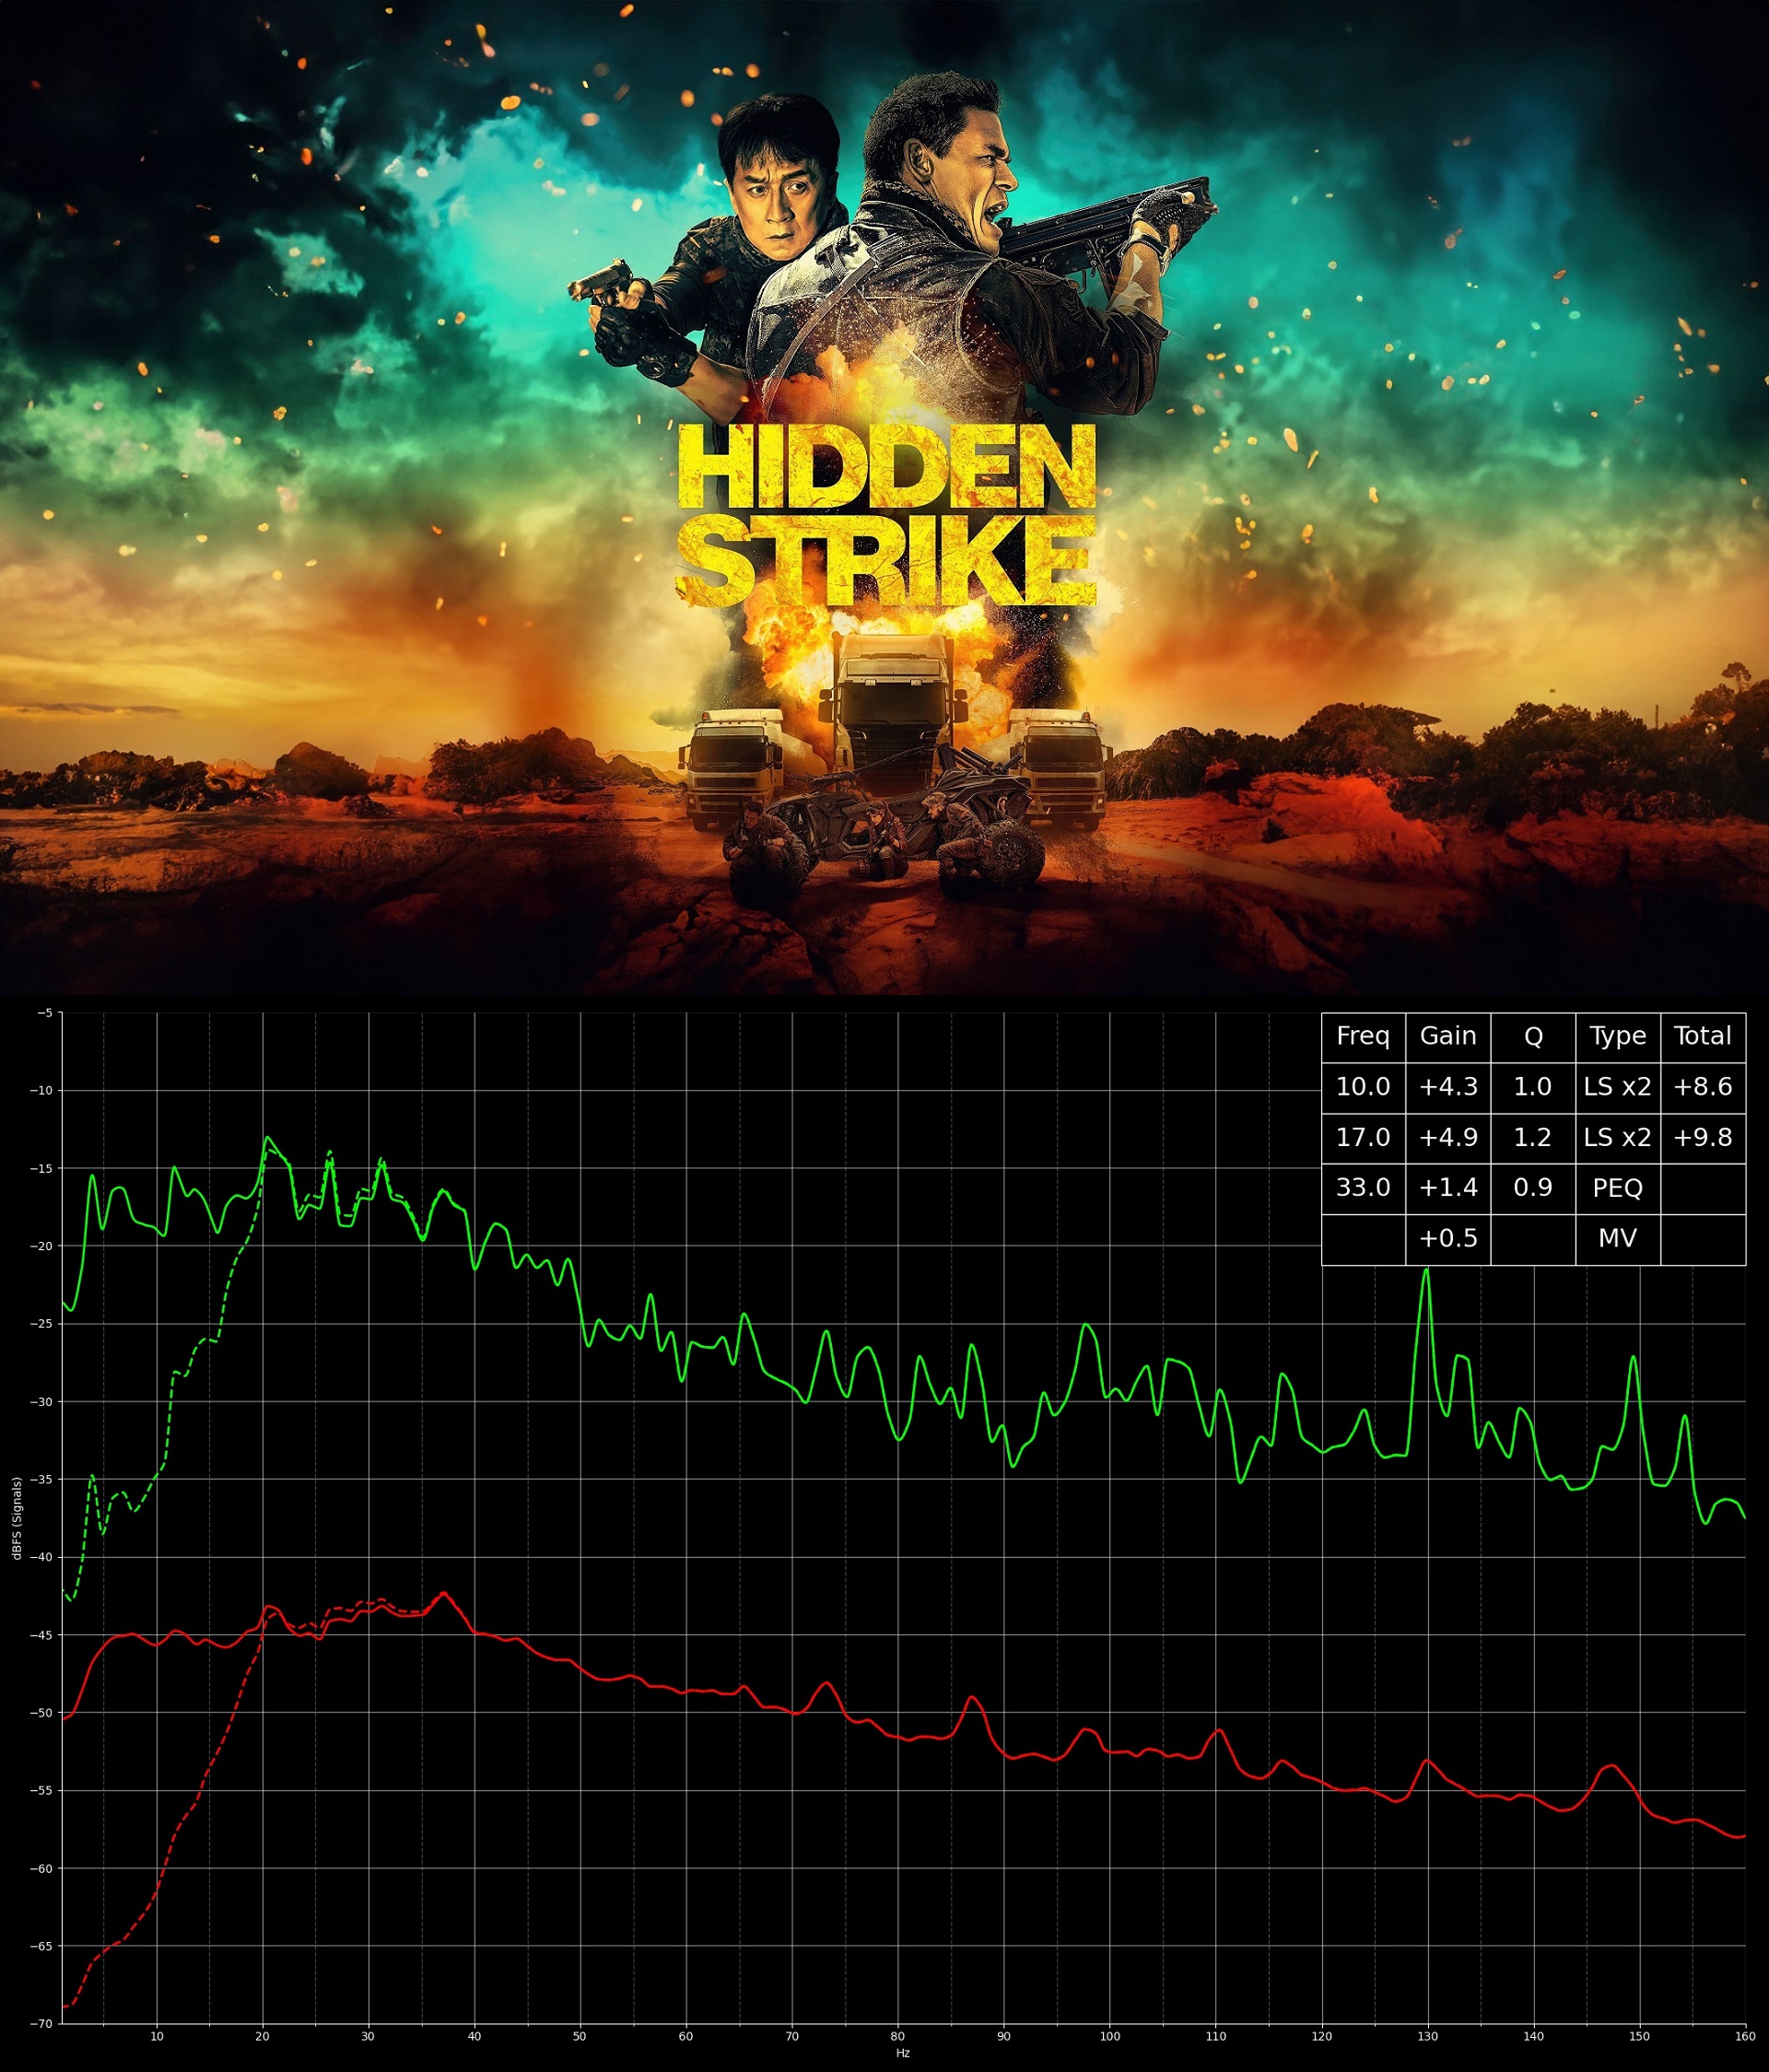 HIDDEN
STRIKE
Freq Gain Q Type Total
10.0 +4.3 1.0 LS x2 +8.6
17.0 +4.9 1.2 LS x2 +9.8
33.0 +1.4 0.9 PEQ
+0.5 MV
−5
−10
−15
−20
−25
−30
−35
−40
−45
−50
−55
−60
−65
−70
dBFS (Signals)
10 20 30 40 50 60 70 80 90 100 110 120 130 140 150 160
Hz